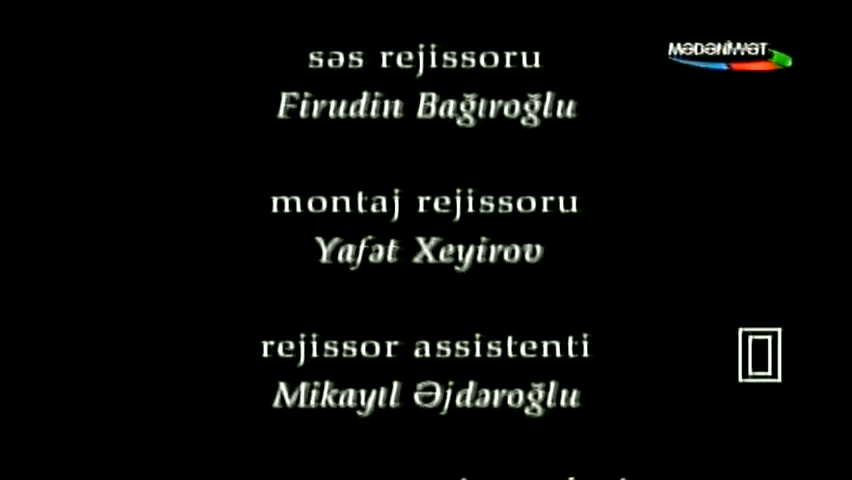 səs rejissoru
MƏDƏNİYYƏT
Firudin Bağıroğlu
montaj rejissoru
Yafət Xeyirov
rejissor assistenti
Mikayıl Əjdəroğlu